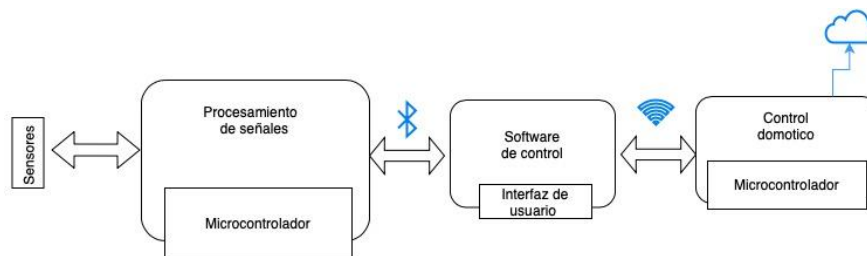 Sensores
Procesamiento
de señales
Microcontrolador
Software
de control
Interfaz de
usuario
Control
domotico
Microcontrolador